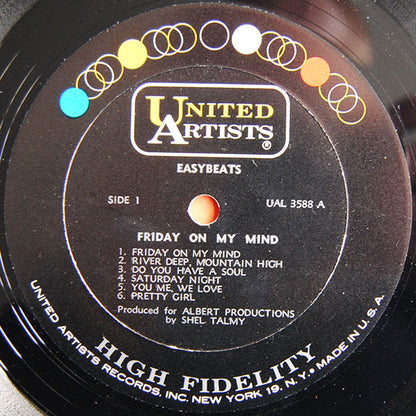 UNITED
ARTISTS
®
EASYBEATS
SIDE 1
UAL 3588 A
FRIDAY ON MY MIND
1. FRIDAY ON MY MIND
2. RIVER DEEP, MOUNTAIN HIGH
3. DO YOU HAVE A SOUL
4. SATURDAY NIGHT
5. YOU ME, WE LOVE
6. PRETTY GIRL
Produced for ALBERT PRODUCTIONS
by SHEL TALMY
HIGH FIDELITY
UNITED ARTISTS RECORDS, INC. NEW YORK 19, N.Y. • MADE IN U.S.A.